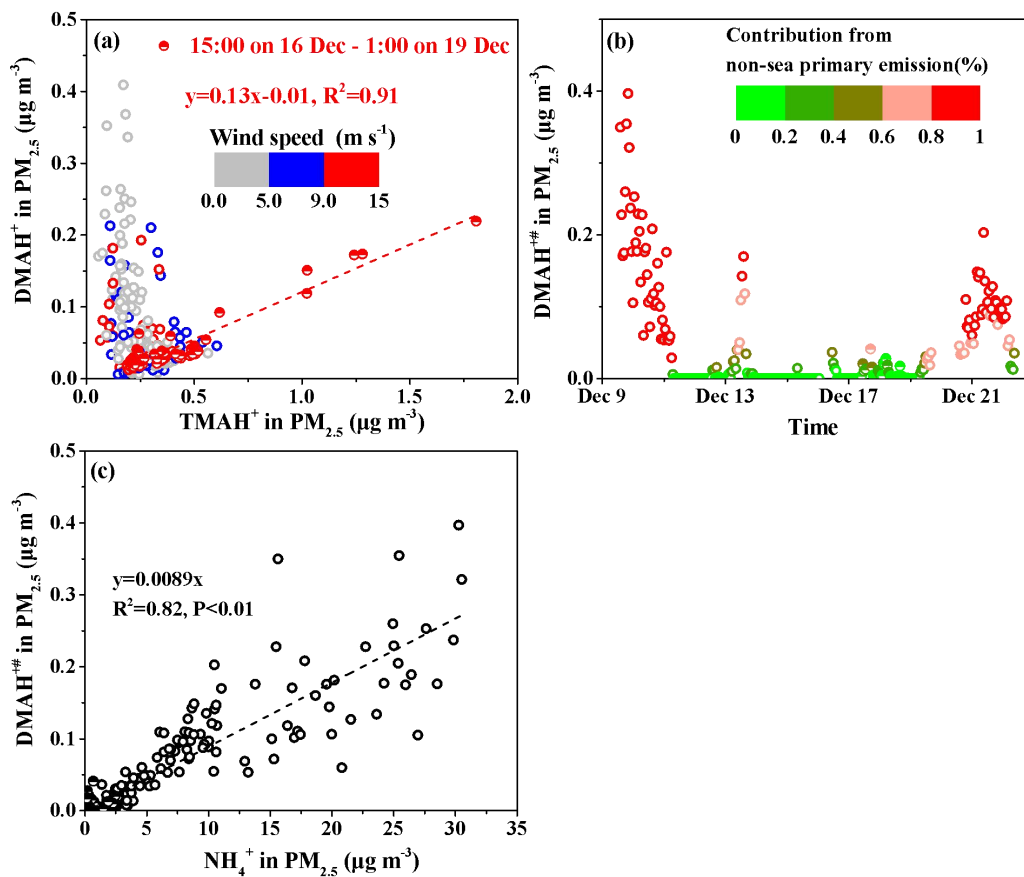 (a)
15:00 on 16 Dec - 1:00 on 19 Dec
y=0.13x-0.01, R²=0.91
Wind speed (m s⁻¹)
0.0 5.0 9.0 15
0.5
0.4
0.3
0.2
0.1
0.0
DMAH⁺ in PM₂.₅ (μg m⁻³)
0.0 0.5 1.0 1.5 2.0
TMAH⁺ in PM₂.₅ (μg m⁻³)
(b)
Contribution from
non-sea primary emission(%)
0 0.2 0.4 0.6 0.8 1
0.4
0.2
0.0
DMAH⁺# in PM₂.₅ (μg m⁻³)
Dec 9 Dec 13 Dec 17 Dec 21
Time
(c)
y=0.0089x
R²=0.82, P<0.01
0.5
0.4
0.3
0.2
0.1
0.0
DMAH⁺# in PM₂.₅ (μg m⁻³)
0 5 10 15 20 25 30 35
NH₄⁺ in PM₂.₅ (μg m⁻³)